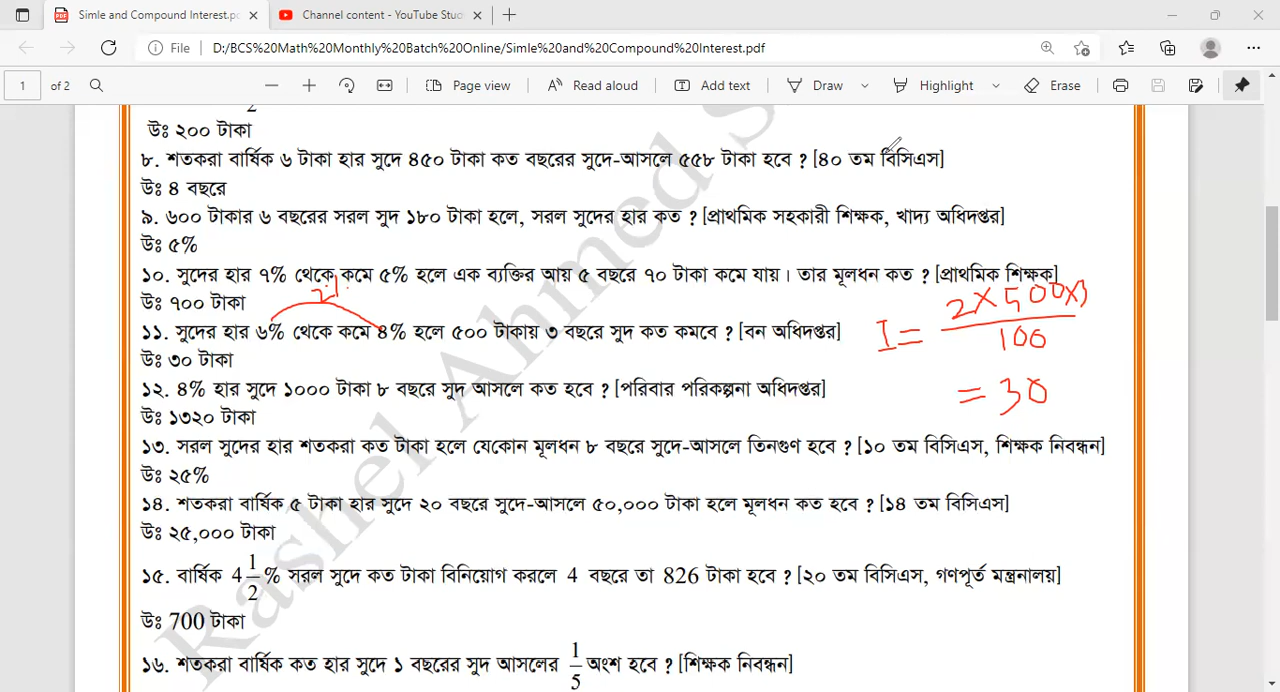 Simle and Compound Interest.pc
Channel content - YouTube Stud
File D:/BCS%20Math%20Monthly%20Batch%20Online/Simle%20and%20Compound%20Interest.pdf
1 of 2 Page view Read aloud Add text Draw Highlight Erase
2
উঃ ২০০ টাকা
৮. শতকরা বার্ষিক ৬ টাকা হার সুদে ৪৫০ টাকা কত বছরের সুদে-আসলে ৫৫৮ টাকা হবে ? [৪০ তম বিসিএস]
উঃ ৪ বছরে
৯. ৬০০ টাকার ৬ বছরের সরল সুদ ১৮০ টাকা হলে, সরল সুদের হার কত ? [প্রাথমিক সহকারী শিক্ষক, খাদ্য অধিদপ্তর]
উঃ ৫%
১০. সুদের হার ৭% থেকে কমে ৫% হলে এক ব্যক্তির আয় ৫ বছরে ৭০ টাকা কমে যায়। তার মূলধন কত ? [প্রাথমিক শিক্ষক]
উঃ ৭০০ টাকা
2%
১১. সুদের হার ৬% থেকে কমে ৪% হলে ৫০০ টাকায় ৩ বছরে সুদ কত কমবে ? [বন অধিদপ্তর]
I = 2 × 500 × 3
100
উঃ ৩০ টাকা
= 30
১২. ৪% হার সুদে ১০০০ টাকা ৮ বছরে সুদ আসলে কত হবে ? [পরিবার পরিকল্পনা অধিদপ্তর]
উঃ ১৩২০ টাকা
১৩. সরল সুদের হার শতকরা কত টাকা হলে যেকোন মূলধন ৮ বছরে সুদে-আসলে তিনগুণ হবে ? [১০ তম বিসিএস, শিক্ষক নিবন্ধন]
উঃ ২৫%
১৪. শতকরা বার্ষিক ৫ টাকা হার সুদে ২০ বছরে সুদে-আসলে ৫০,০০০ টাকা হলে মূলধন কত হবে ? [১৪ তম বিসিএস]
উঃ ২৫,০০০ টাকা
১৫. বার্ষিক 4 1/2 % সরল সুদে কত টাকা বিনিয়োগ করলে 4 বছরে তা 826 টাকা হবে ? [২০ তম বিসিএস, গণপূর্ত মন্ত্রনালয়]
উঃ 700 টাকা
১৬. শতকরা বার্ষিক কত হার সুদে ১ বছরের সুদ আসলের 1/5 অংশ হবে ? [শিক্ষক নিবন্ধন]
Rashel Ahmed S